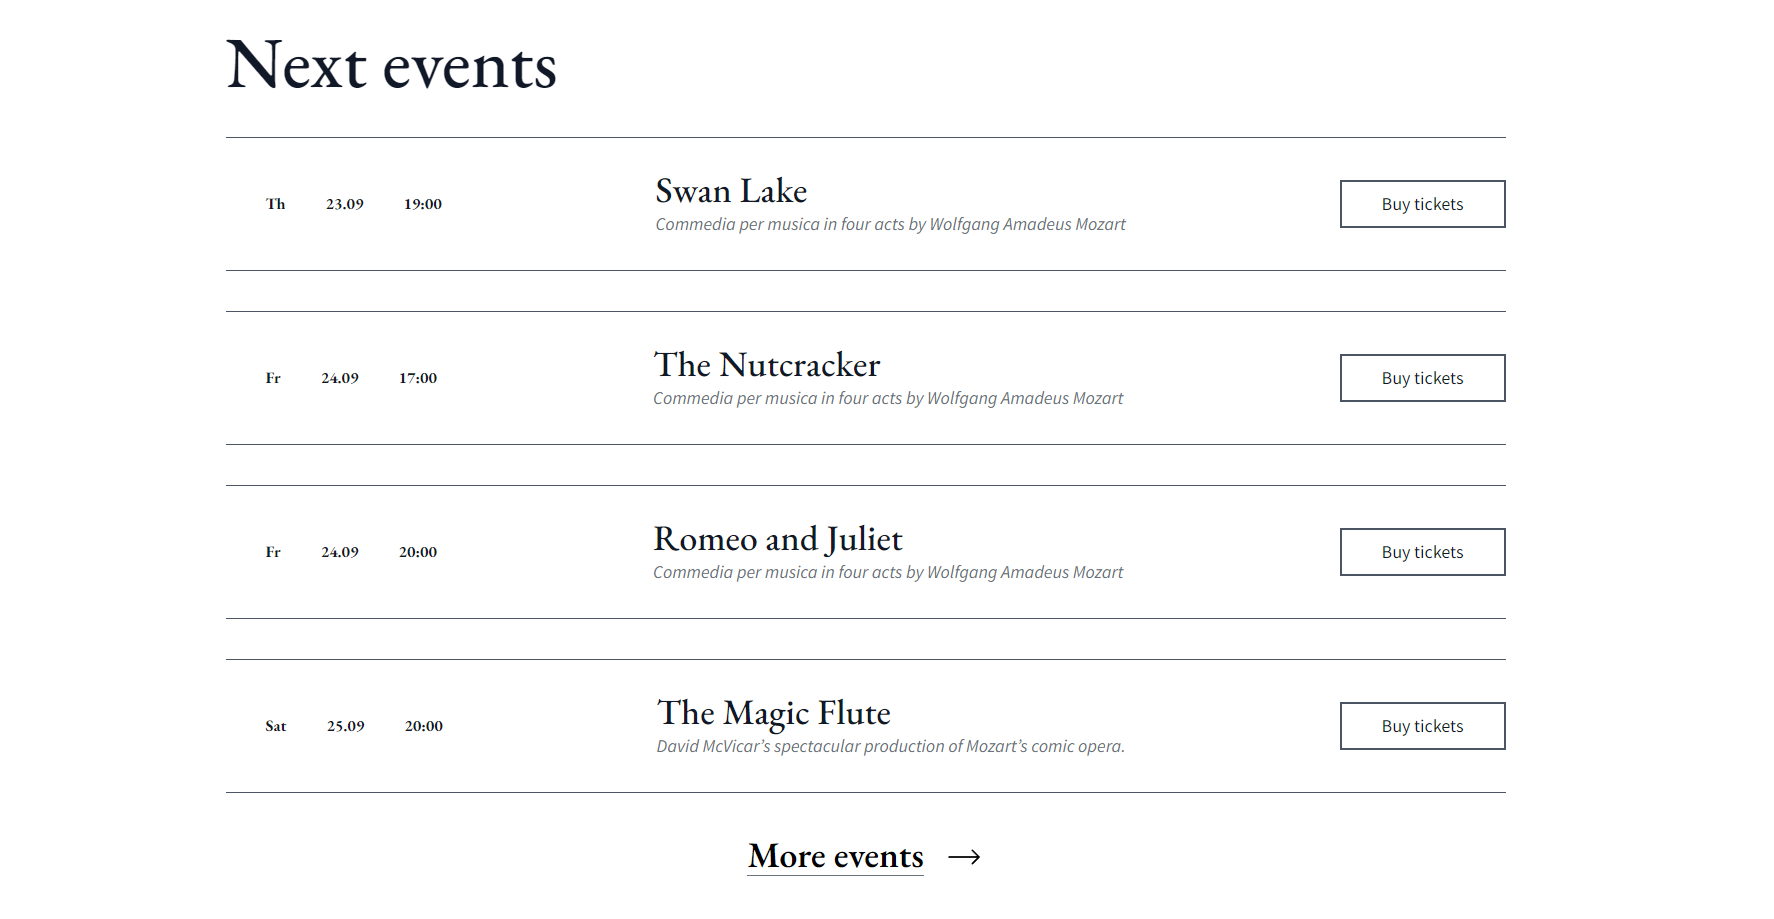 Next events
Th 23.09 19:00
Swan Lake
Commedia per musica in four acts by Wolfgang Amadeus Mozart
Buy tickets
Fr 24.09 17:00
The Nutcracker
Commedia per musica in four acts by Wolfgang Amadeus Mozart
Buy tickets
Fr 24.09 20:00
Romeo and Juliet
Commedia per musica in four acts by Wolfgang Amadeus Mozart
Buy tickets
Sat 25.09 20:00
The Magic Flute
David McVicar’s spectacular production of Mozart’s comic opera.
Buy tickets
More events